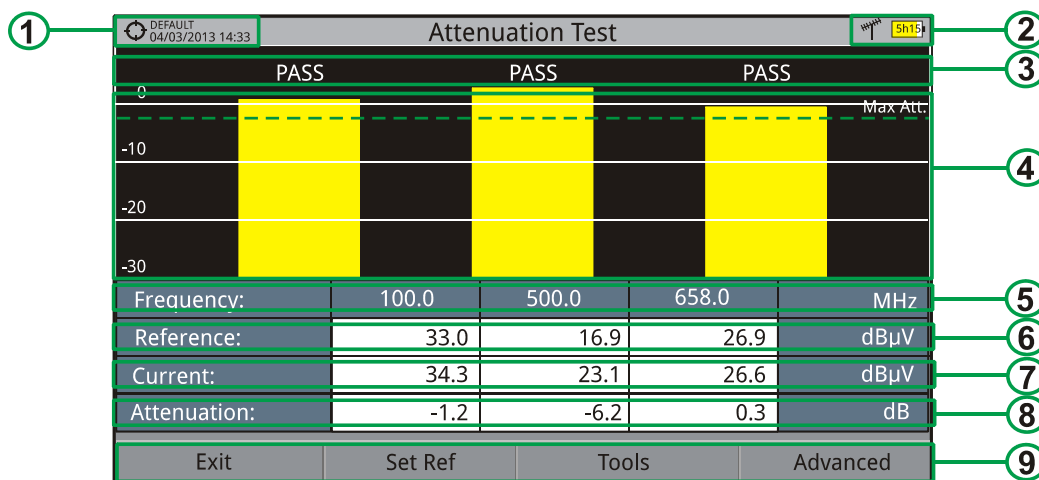 1
DEFAULT
04/03/2013 14:33
Attenuation Test
5h15
2
PASS PASS PASS
3
0
Max Att.
-10
4
-20
-30
Frequency: 100.0 500.0 658.0 MHz
5
Reference: 33.0 16.9 26.9 dBµV
6
Current: 34.3 23.1 26.6 dBµV
7
Attenuation: -1.2 -6.2 0.3 dB
8
Exit Set Ref Tools Advanced
9